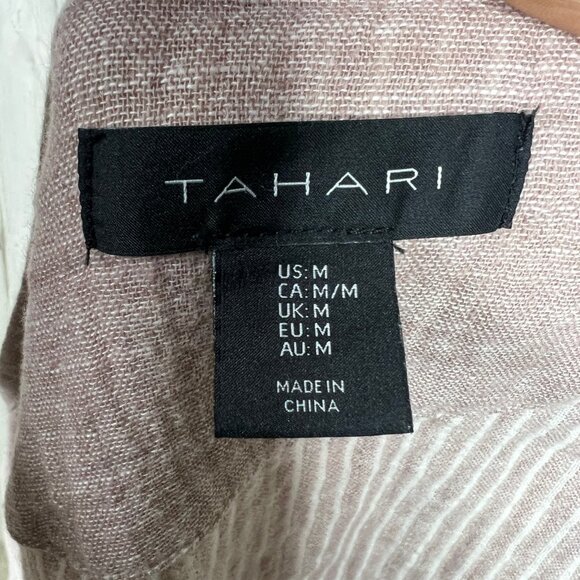 TAHARI
US: M
CA: M/M
UK: M
EU: M
AU: M
MADE IN
CHINA